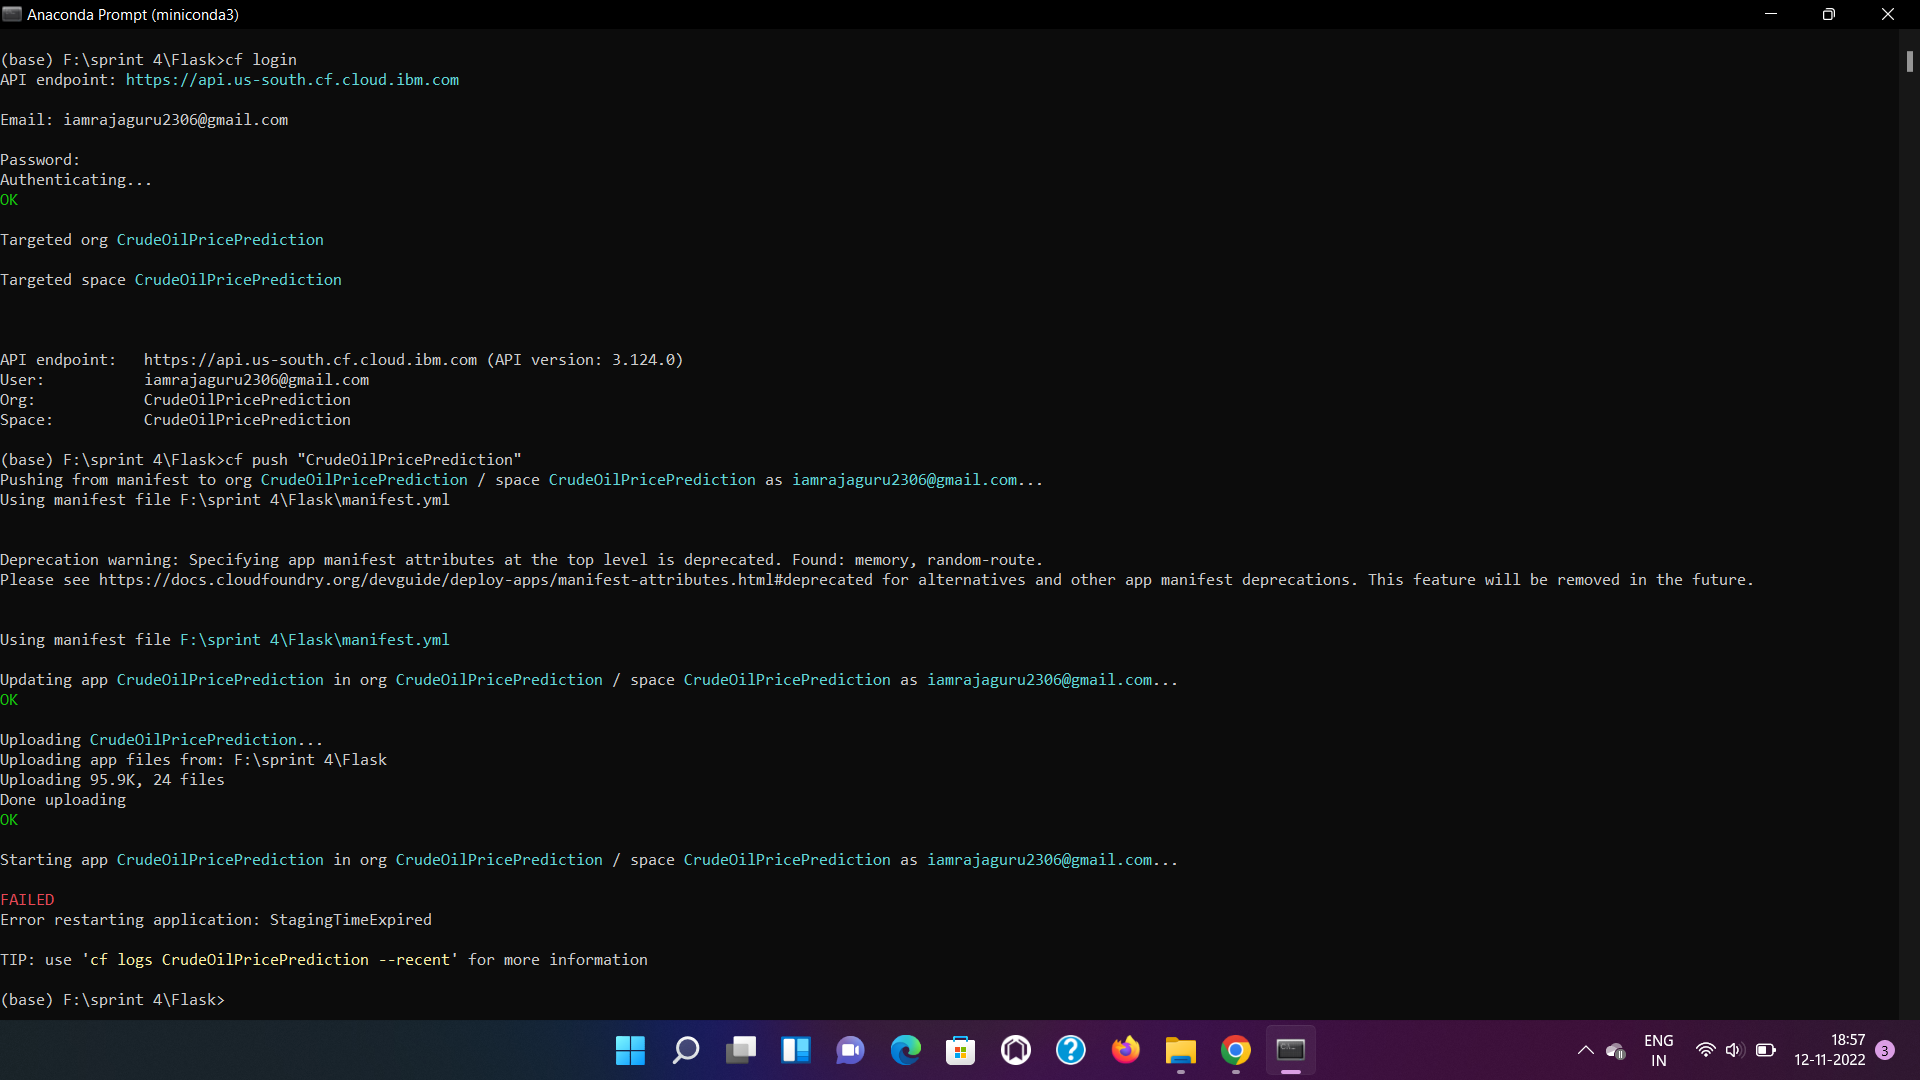 Anaconda Prompt (miniconda3)
(base) F:\sprint 4\Flask>cf login
API endpoint: https://api.us-south.cf.cloud.ibm.com
Email: iamrajaguru2306@gmail.com
Password:
Authenticating...
OK
Targeted org CrudeOilPricePrediction
Targeted space CrudeOilPricePrediction
API endpoint:   https://api.us-south.cf.cloud.ibm.com (API version: 3.124.0)
User:           iamrajaguru2306@gmail.com
Org:            CrudeOilPricePrediction
Space:          CrudeOilPricePrediction
(base) F:\sprint 4\Flask>cf push "CrudeOilPricePrediction"
Pushing from manifest to org CrudeOilPricePrediction / space CrudeOilPricePrediction as iamrajaguru2306@gmail.com...
Using manifest file F:\sprint 4\Flask\manifest.yml
Deprecation warning: Specifying app manifest attributes at the top level is deprecated. Found: memory, random-route.
Please see https://docs.cloudfoundry.org/devguide/deploy-apps/manifest-attributes.html#deprecated for alternatives and other app manifest deprecations. This feature will be removed in the future.
Using manifest file F:\sprint 4\Flask\manifest.yml
Updating app CrudeOilPricePrediction in org CrudeOilPricePrediction / space CrudeOilPricePrediction as iamrajaguru2306@gmail.com...
OK
Uploading CrudeOilPricePrediction...
Uploading app files from: F:\sprint 4\Flask
Uploading 95.9K, 24 files
Done uploading
OK
Starting app CrudeOilPricePrediction in org CrudeOilPricePrediction / space CrudeOilPricePrediction as iamrajaguru2306@gmail.com...
FAILED
Error restarting application: StagingTimeExpired
TIP: use 'cf logs CrudeOilPricePrediction --recent' for more information
(base) F:\sprint 4\Flask>
ENG
IN
18:57
12-11-2022
3